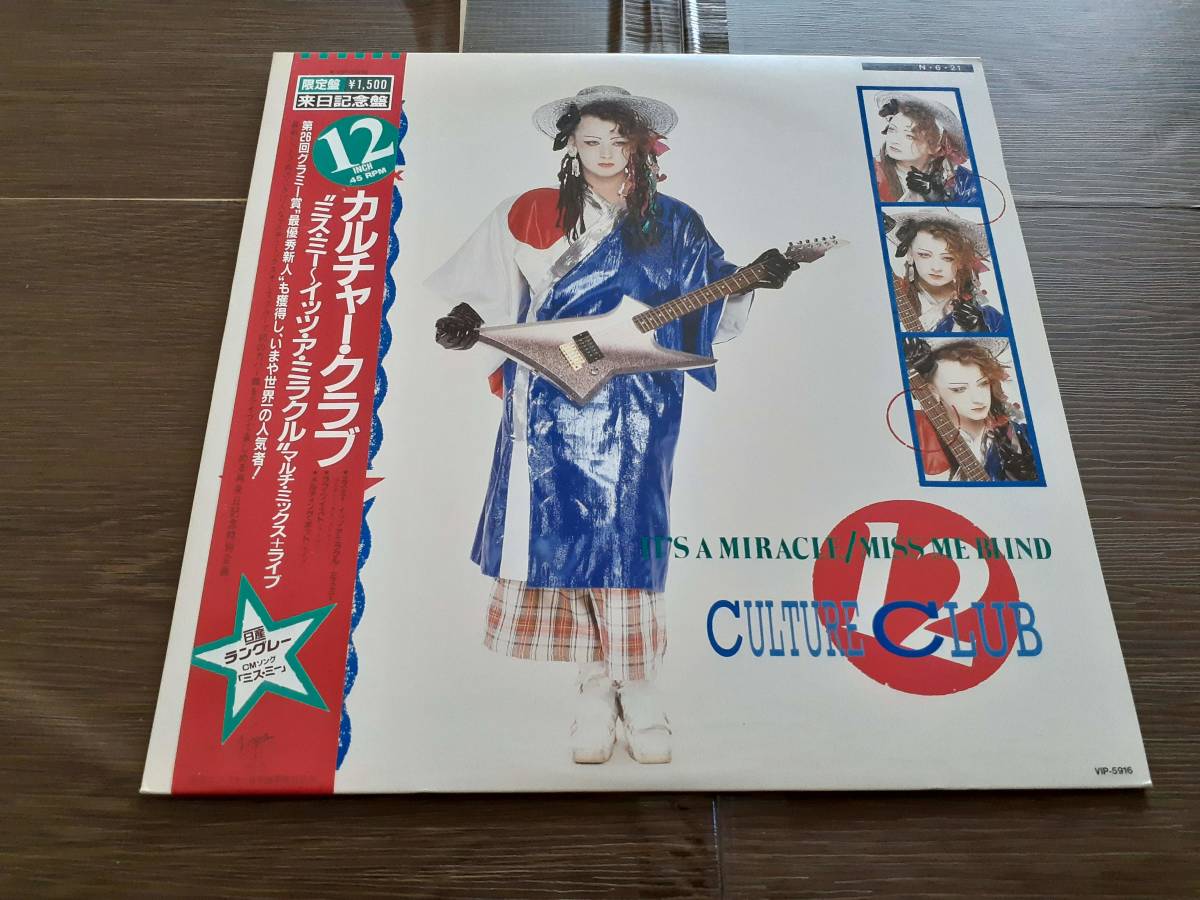 限定盤 ¥1,500
来日記念盤
12
INCH
45 RPM
カルチャー・クラブ
"ミス・ミー〜イッツ・ア・ミラクル"マルチ・ミックス+ライブ
第26回グラミー賞"最優秀新人"も獲得し、いまや世界一の人気者!
日産
ラングレー
CMソング
「ミス・ミー」
N・6・21
IT'S A MIRACLE/MISS ME BLIND
12
CULTURE CLUB
VIP-5916